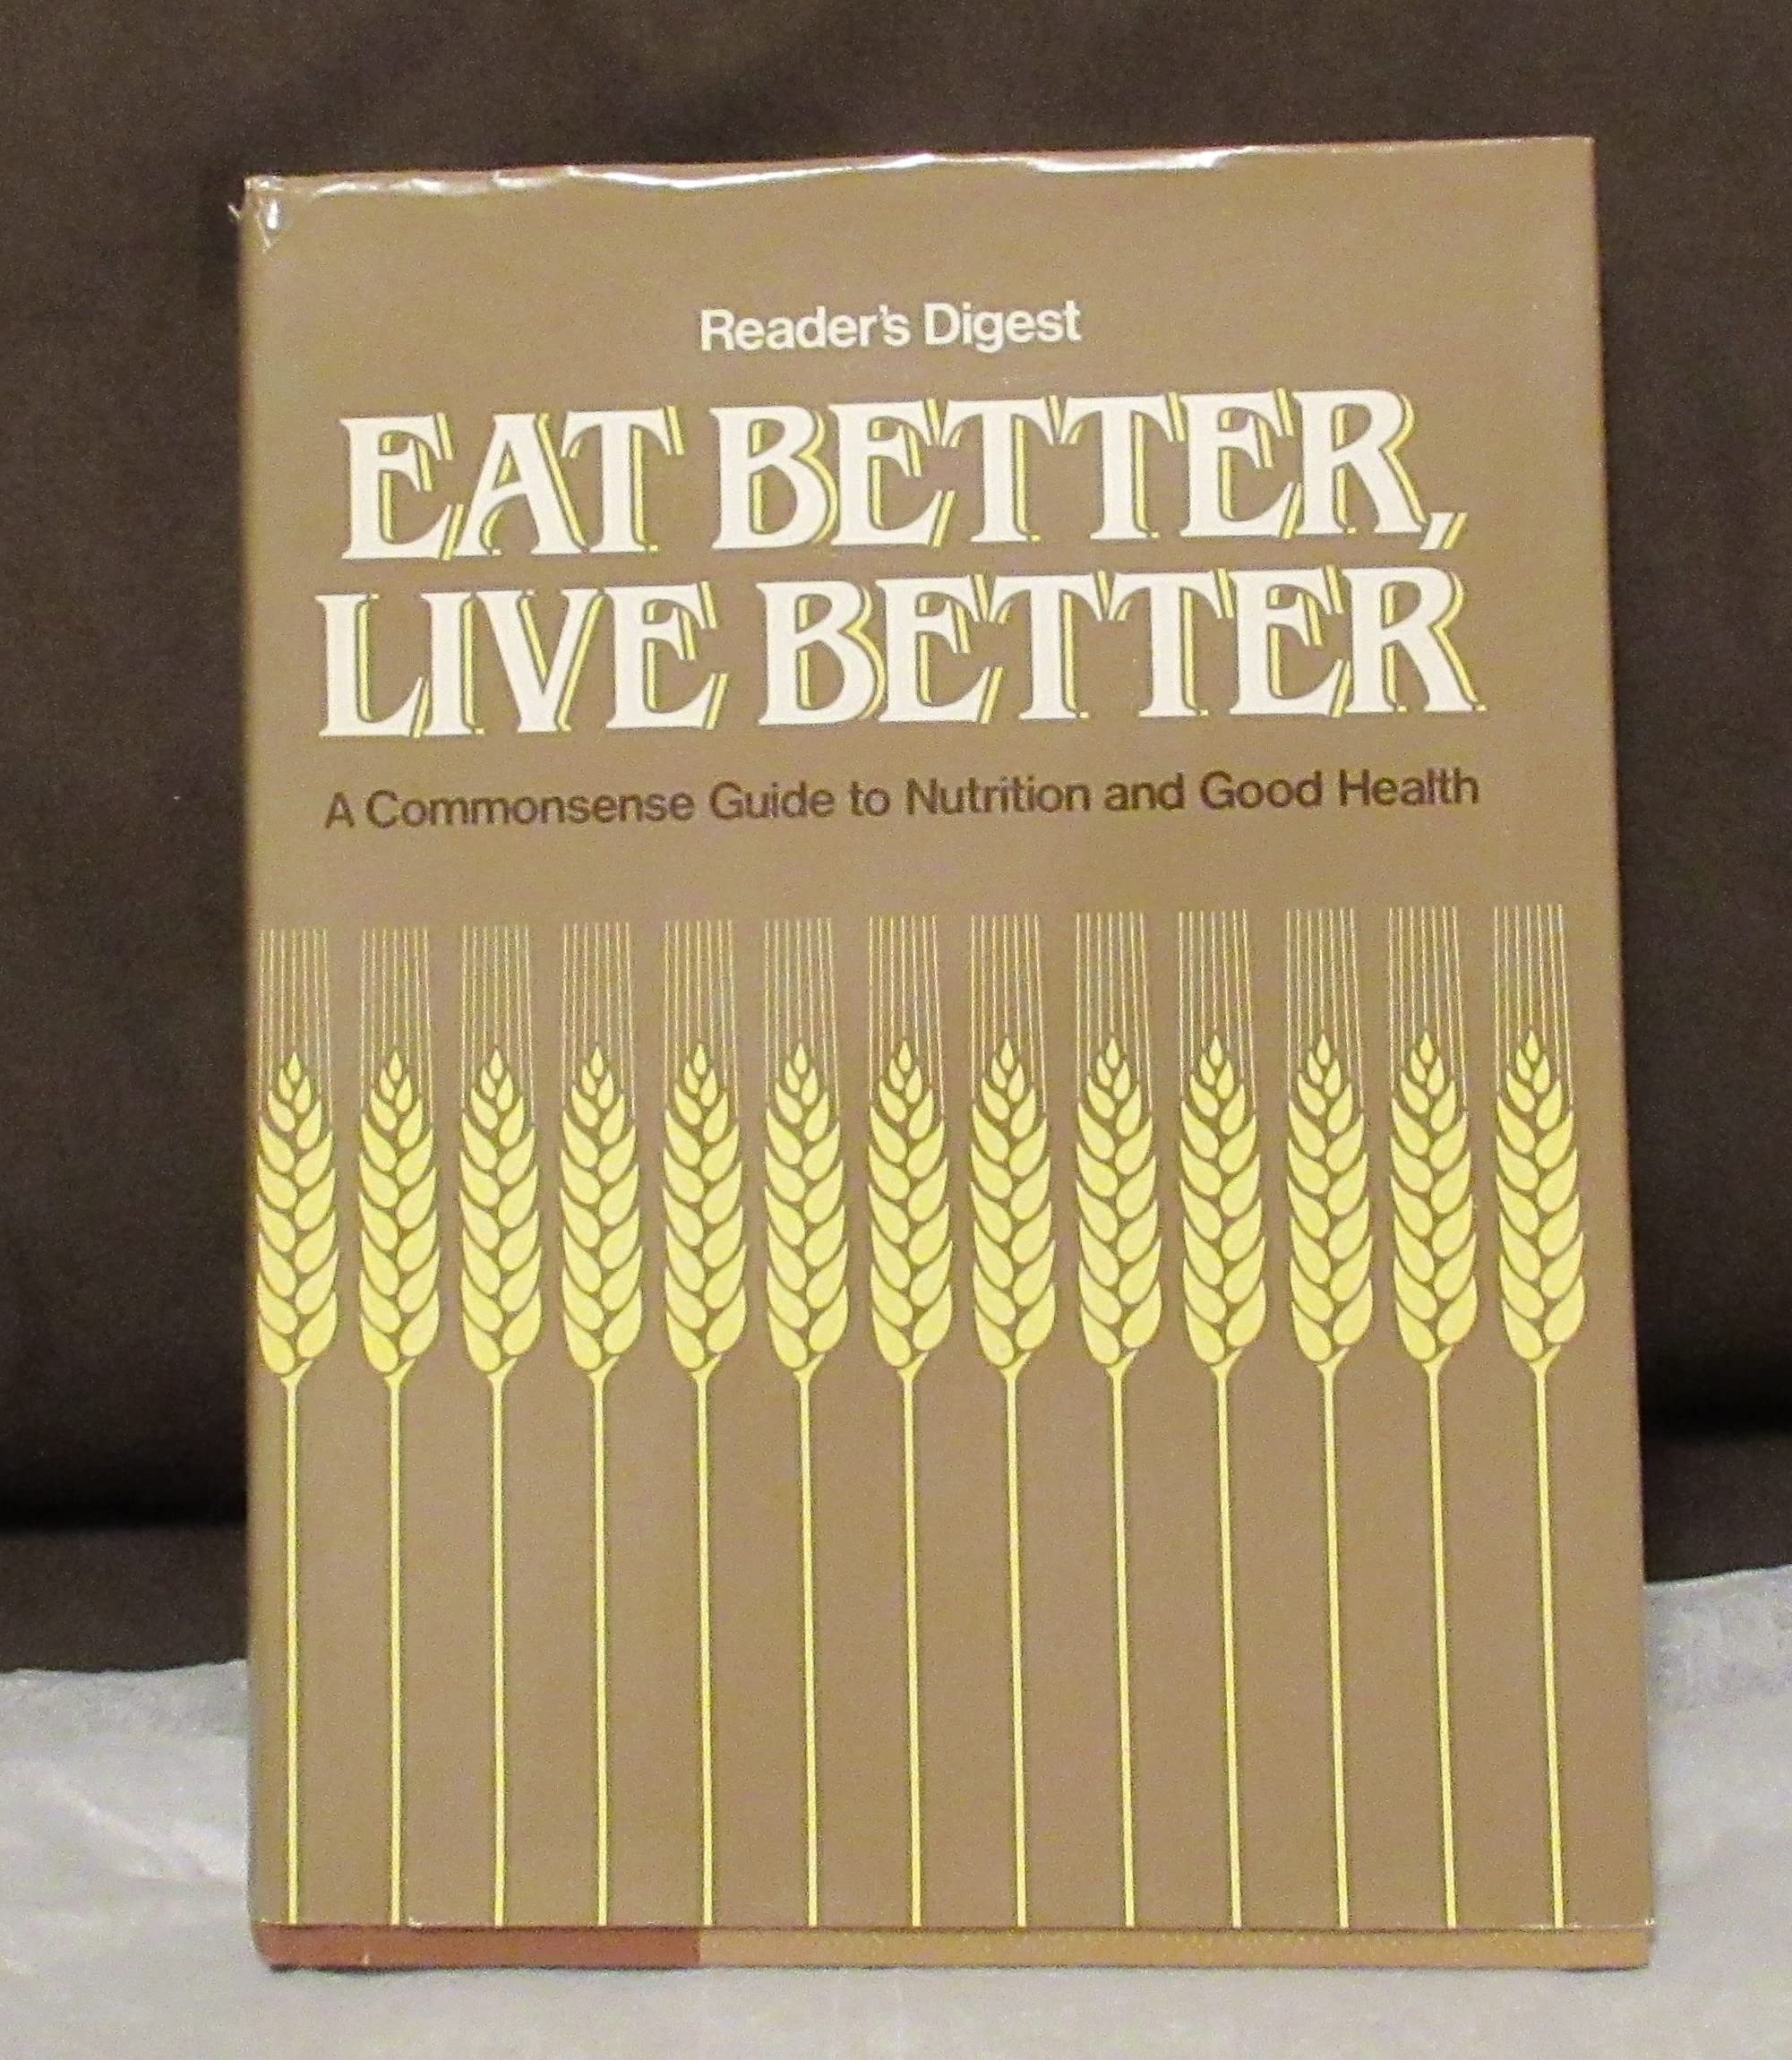 Reader's Digest
EAT BETTER,
LIVE BETTER
A Commonsense Guide to Nutrition and Good Health